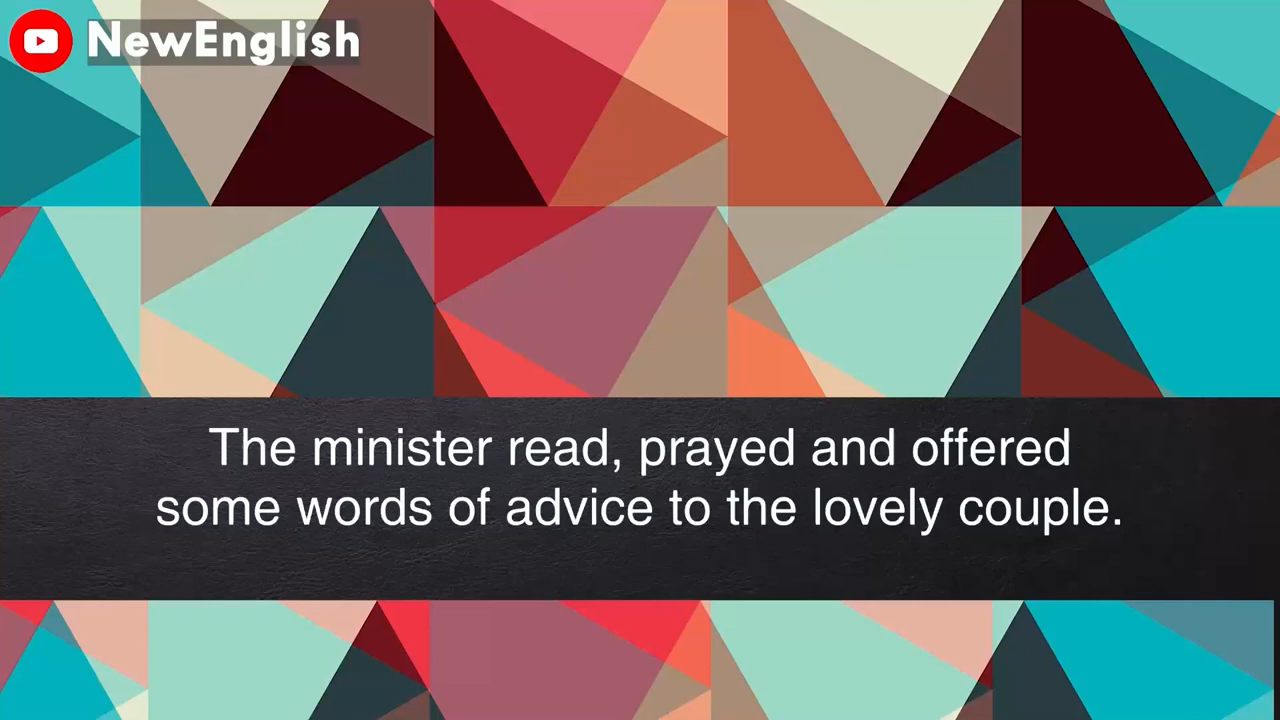 NewEnglish
The minister read, prayed and offered
some words of advice to the lovely couple.